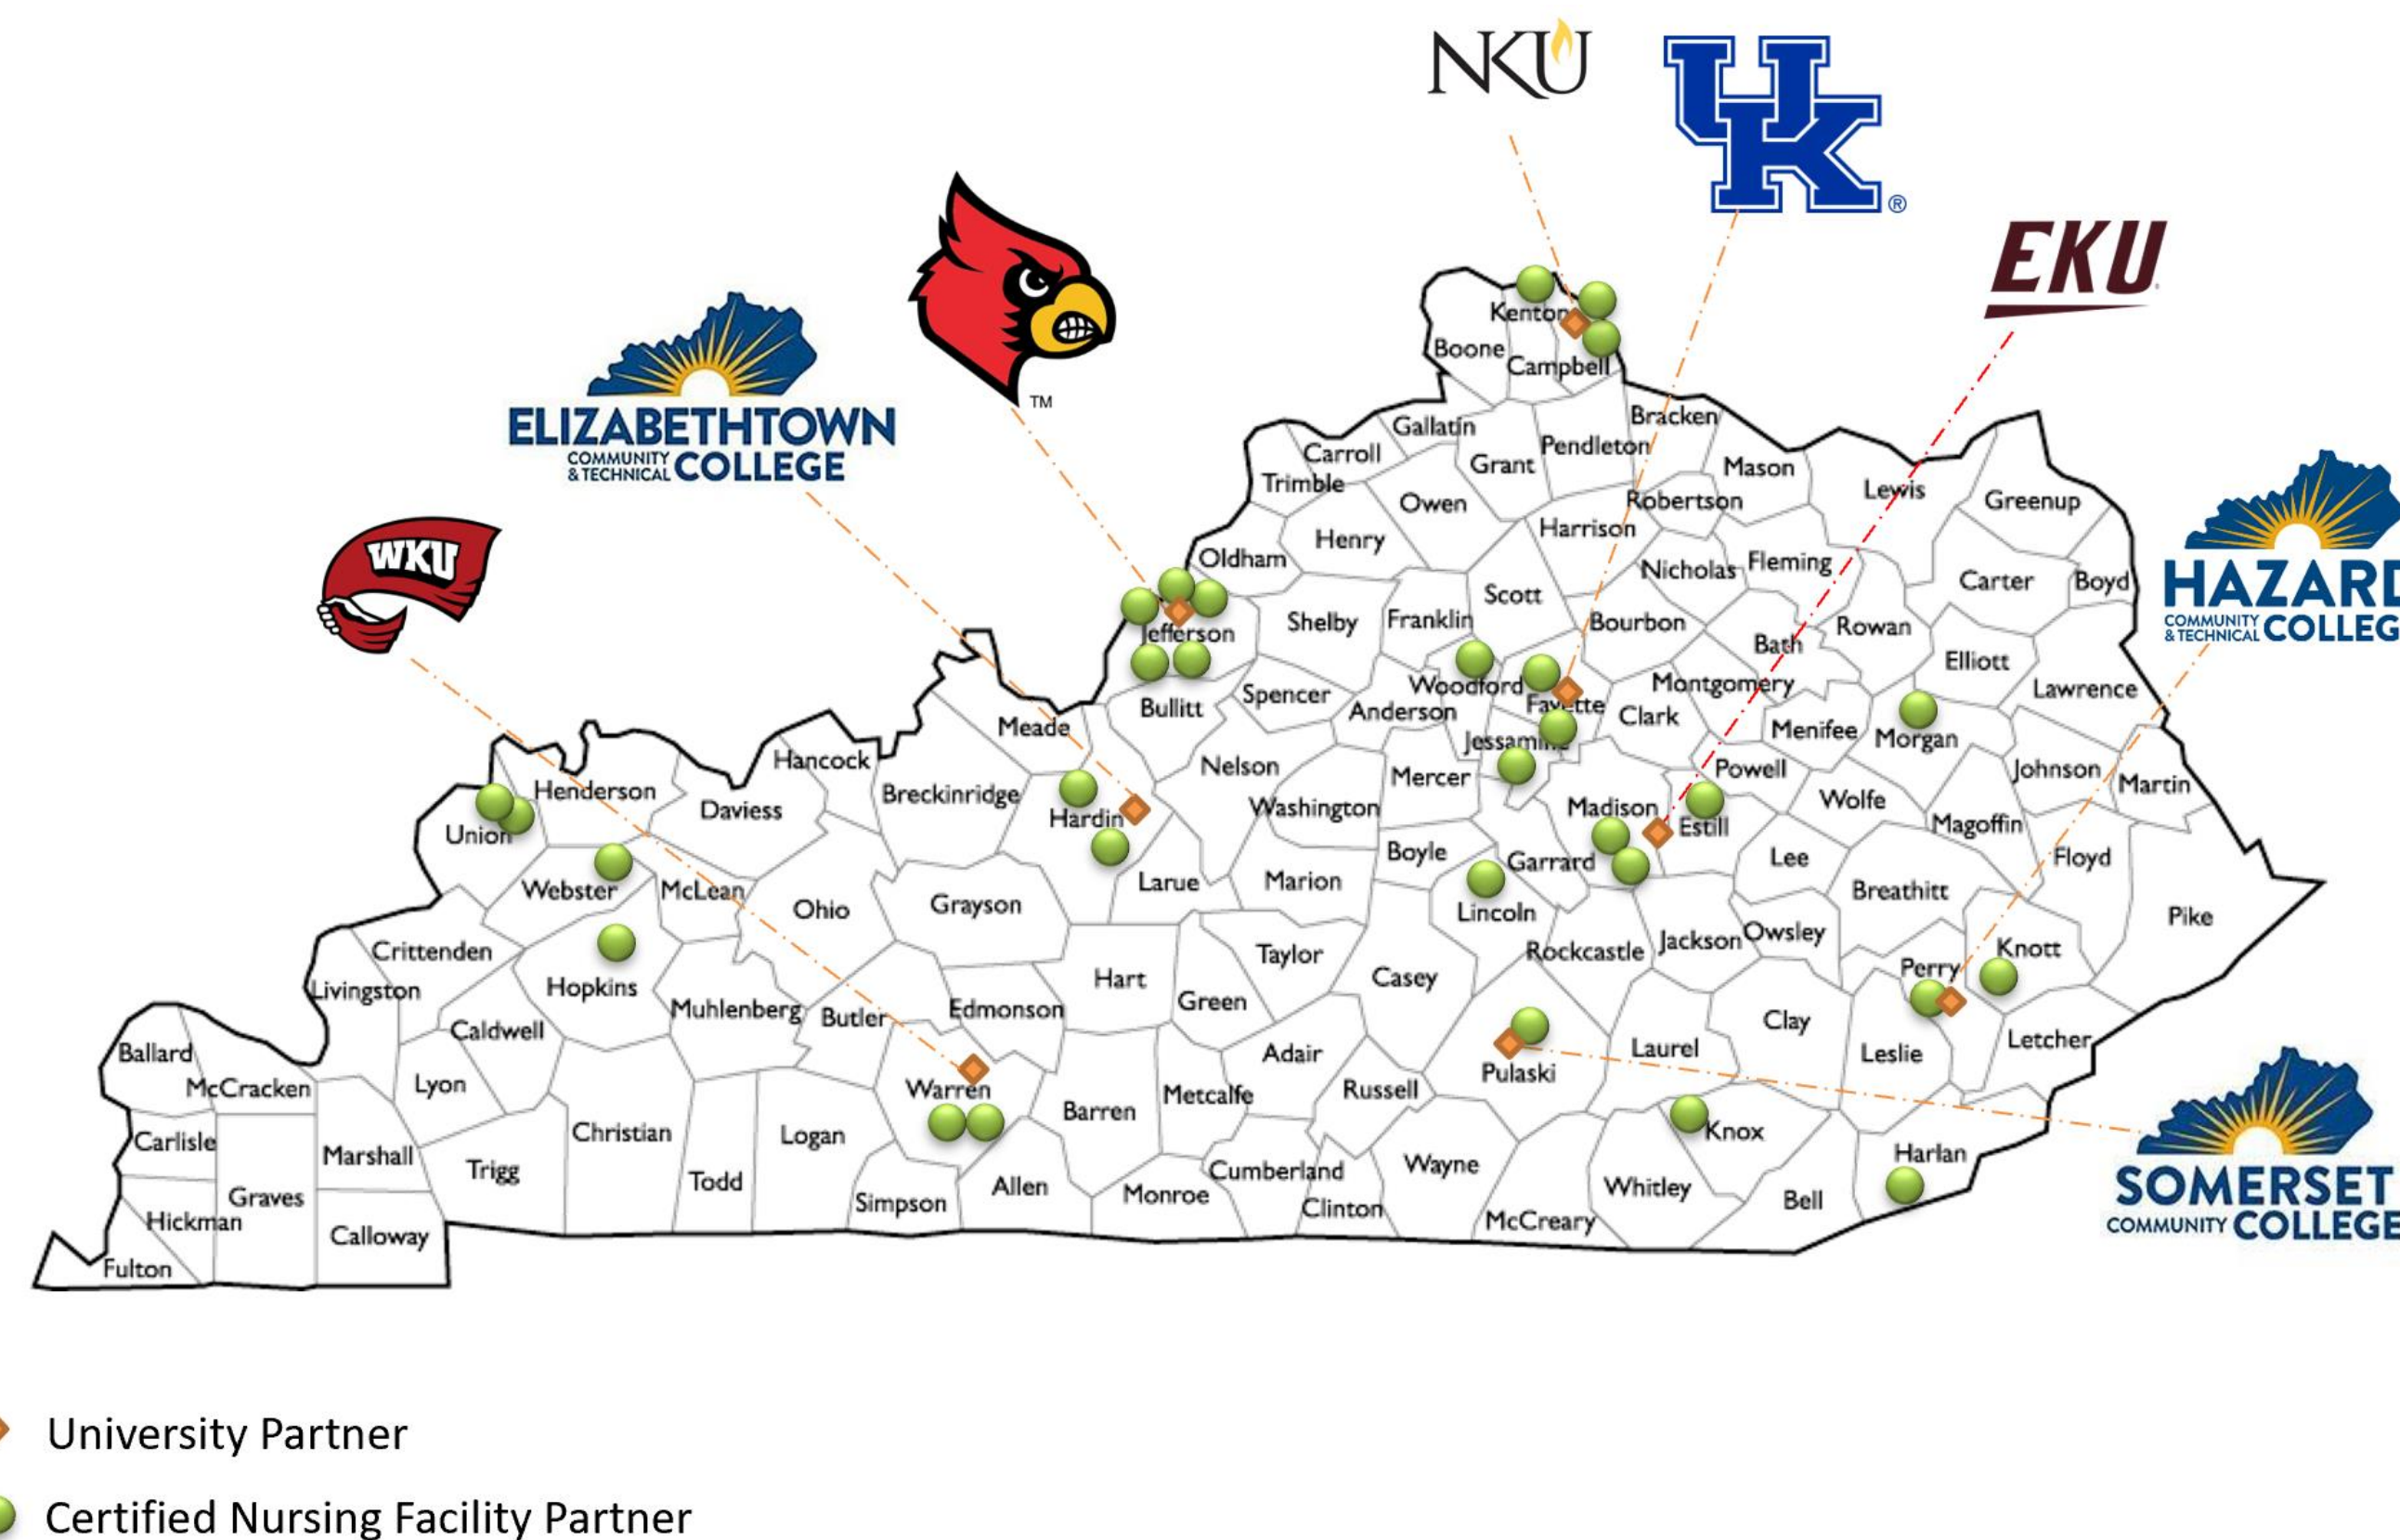 NKU
UK
®
EKU
ELIZABETHTOWN
COMMUNITY
& TECHNICAL COLLEGE
TM
WKU
HAZARD
COMMUNITY
& TECHNICAL COLLEG
SOMERSET
COMMUNITY COLLEGE
Kenton
Boone
Campbell
Bracken
Gallatin
Carroll
Pendleton
Grant
Mason
Trimble
Lewis
Owen
Robertson
Greenup
Harrison
Henry
Oldham
Nicholas
Fleming
Carter
Boyd
Scott
Shelby
Franklin
Bourbon
Rowan
Jefferson
Bath
Elliott
Woodford
Montgomery
Lawrence
Spencer
Bullitt
Anderson
Fayette
Clark
Meade
Menifee
Morgan
Jessamine
Hancock
Nelson
Mercer
Powell
Johnson
Martin
Henderson
Breckinridge
Daviess
Washington
Madison
Wolfe
Hardin
Estill
Magoffin
Union
Boyle
Garrard
Lee
Floyd
Larue
Marion
Webster
McLean
Breathitt
Ohio
Grayson
Lincoln
Pike
Crittenden
Taylor
Rockcastle
Jackson
Owsley
Knott
Hart
Casey
Perry
Livingston
Hopkins
Green
Muhlenberg
Butler
Edmonson
Clay
Caldwell
Letcher
Ballard
Adair
Laurel
Leslie
McCracken
Lyon
Warren
Metcalfe
Russell
Pulaski
Barren
Carlisle
Christian
Logan
Knox
Marshall
Trigg
Cumberland
Wayne
Harlan
Todd
Allen
Monroe
Whitley
Graves
Simpson
Clinton
Bell
Hickman
McCreary
Calloway
Fulton
University Partner
Certified Nursing Facility Partner